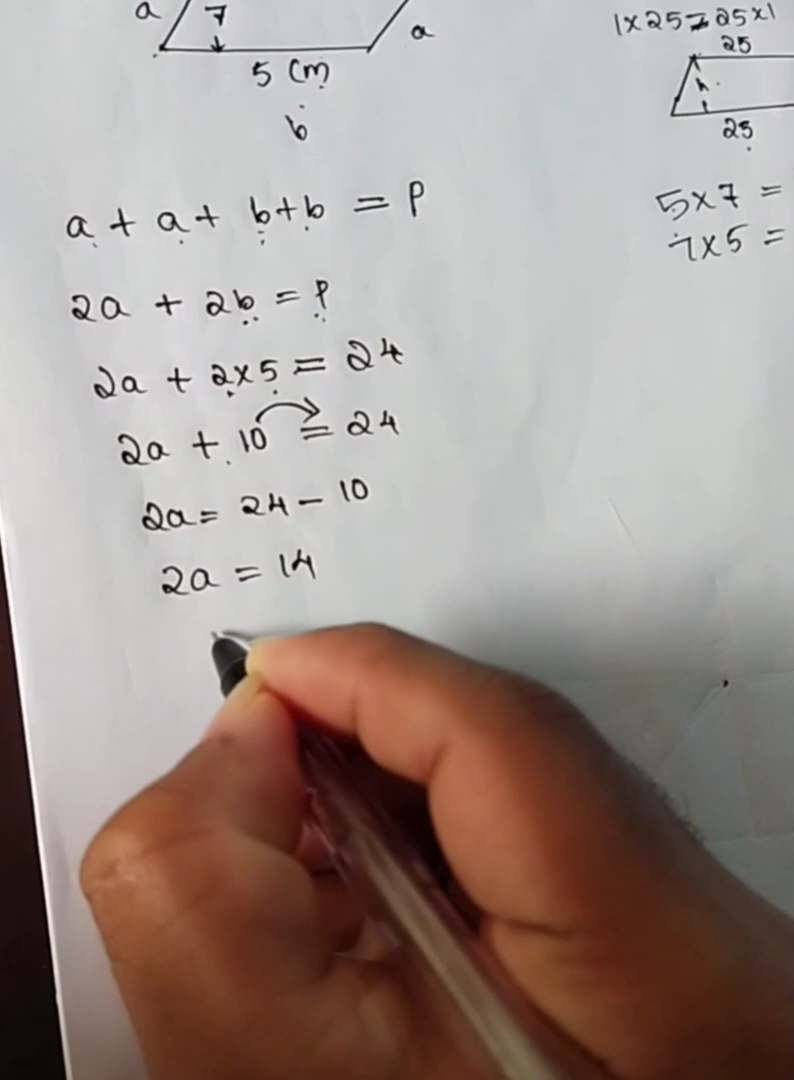 a 7 a
5 cm
b
a + a + b + b = P
2a + 2b = P
2a + 2x5 = 24
2a + 10 = 24
2a = 24 - 10
2a = 14
1x25 = 25x1
25
h
25
5x7 =
7x5 =